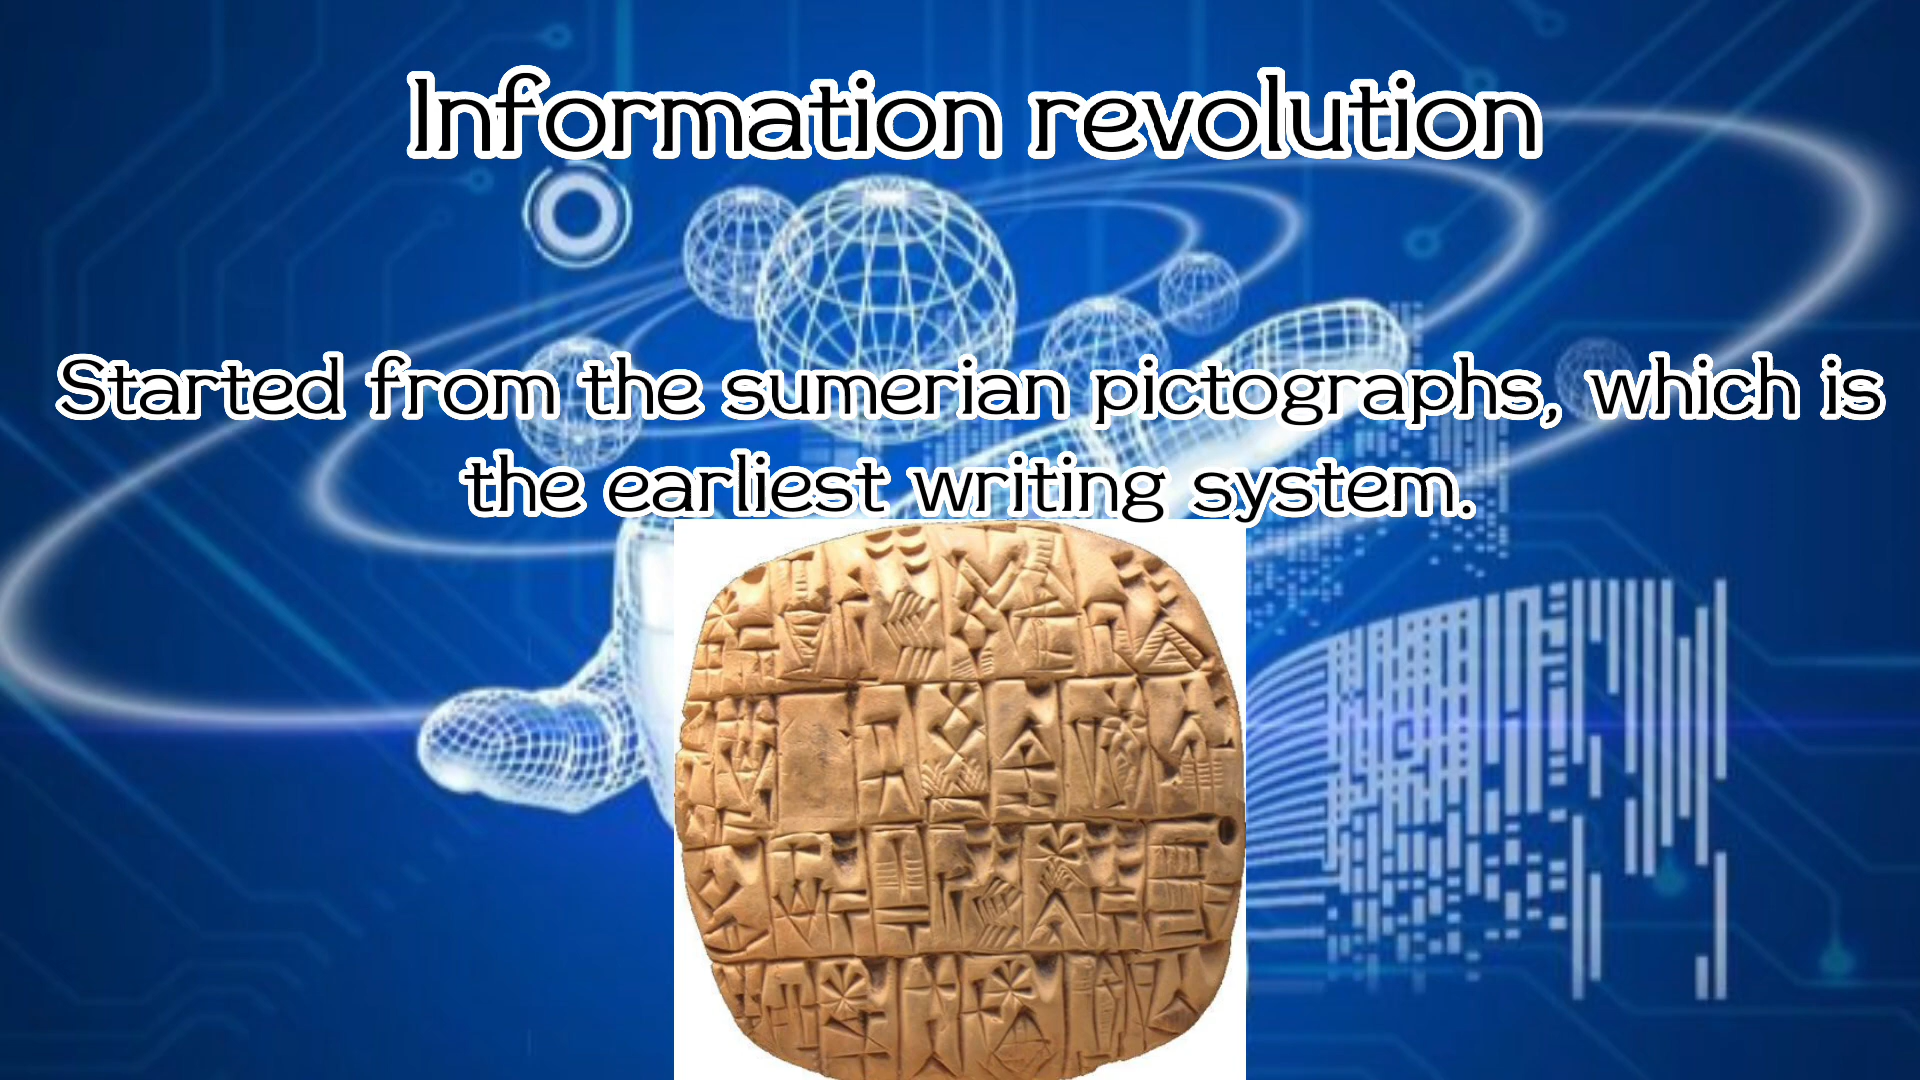 Information revolution
Started from the sumerian pictographs, which is
the earliest writing system.